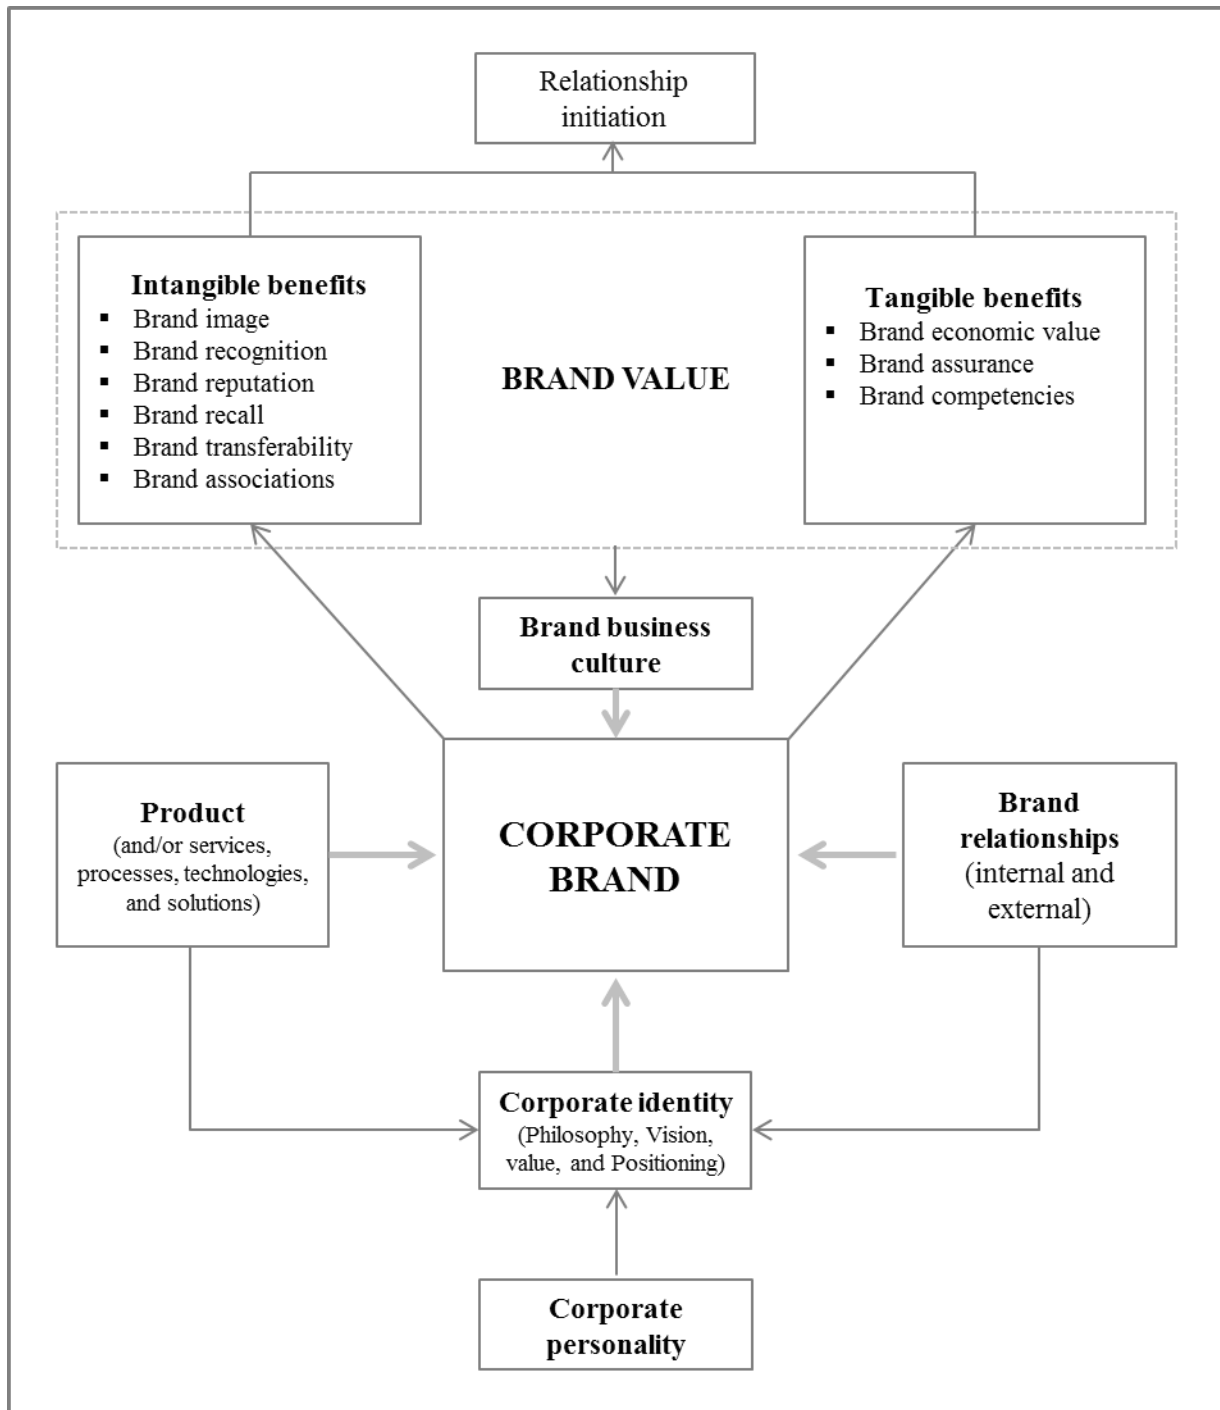 Relationship
initiation
Intangible benefits
▪ Brand image
▪ Brand recognition
▪ Brand reputation
▪ Brand recall
▪ Brand transferability
▪ Brand associations
BRAND VALUE
Tangible benefits
▪ Brand economic value
▪ Brand assurance
▪ Brand competencies
Brand business
culture
Product
(and/or services,
processes, technologies,
and solutions)
CORPORATE
BRAND
Brand
relationships
(internal and
external)
Corporate identity
(Philosophy, Vision,
value, and Positioning)
Corporate
personality